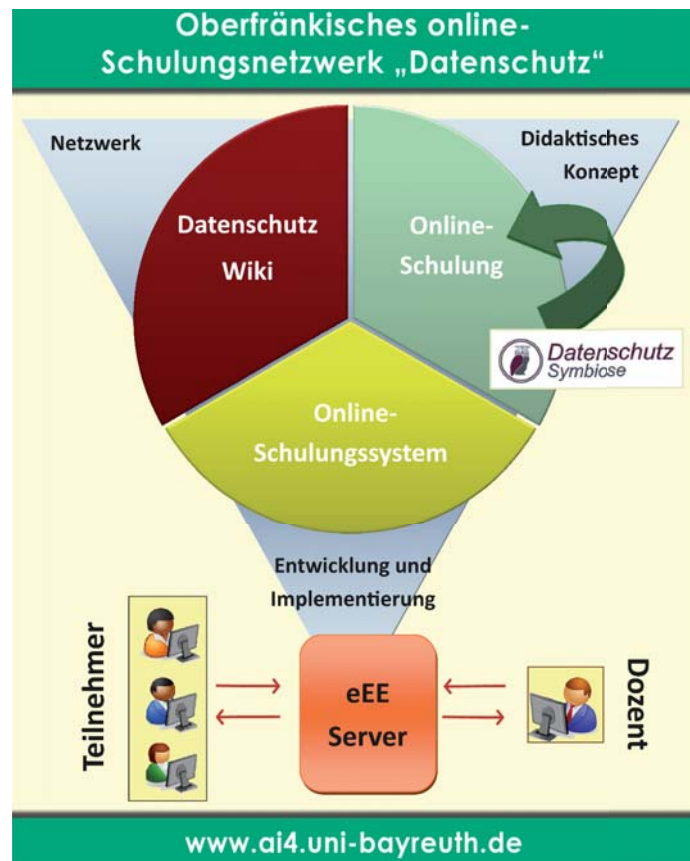 Oberfränkisches online-
Schulungsnetzwerk „Datenschutz“
Netzwerk
Didaktisches
Konzept
Datenschutz
Wiki
Online-
Schulung
Datenschutz
Symbiose
Online-
Schulungssystem
Entwicklung und
Implementierung
Teilnehmer
eEE
Server
Dozent
www.ai4.uni-bayreuth.de